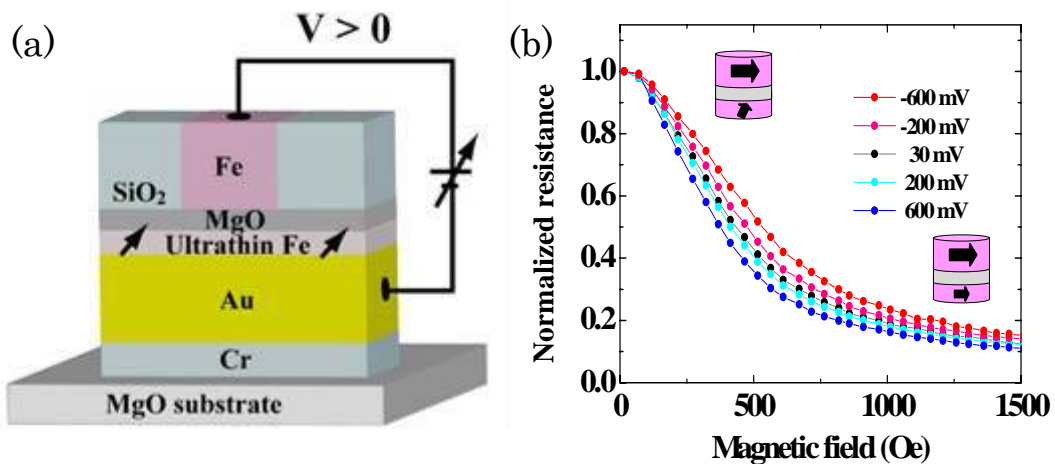 (a)
V > 0
Fe
SiO2
MgO
Ultrathin Fe
Au
Cr
MgO substrate
(b)
Normalized resistance
1.0
0.8
0.6
0.4
0.2
0.0
-600 mV
-200 mV
30 mV
200 mV
600 mV
0
500
1000
1500
Magnetic field (Oe)